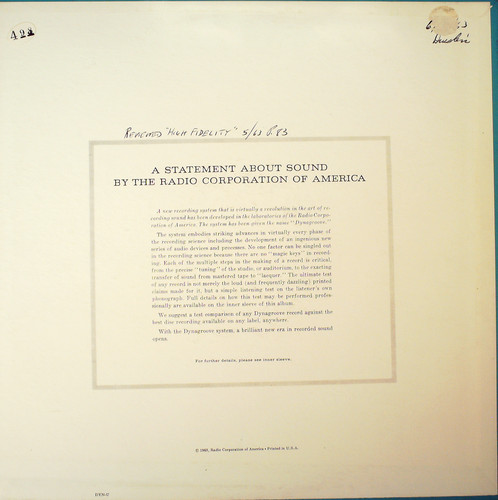 422
Reviewed "High Fidelity" 5/63 P.83
A STATEMENT ABOUT SOUND
BY THE RADIO CORPORATION OF AMERICA
A new recording system that is virtually a revolution in the art of re-
cording sound has been developed in the laboratories of the Radio Corpo-
ration of America. The system has been given the name "Dynagroove."
The system embodies striking advances in virtually every phase of
the recording science including the development of an ingenious new
series of audio devices and processes. No one factor can be singled out
in the recording science because there are no "magic keys" in record-
ing. Each of the multiple steps in the making of a record is critical,
from the precise "tuning" of the studio, or auditorium, to the exacting
transfer of sound from mastered tape to "lacquer." The ultimate test
of any record is not merely the loud (and frequently dazzling) printed
claims made for it, but a simple listening test on the listener's own
phonograph. Full details on how this test may be performed profes-
sionally are available on the inner sleeve of this album.
We suggest a test comparison of any Dynagroove record against the
best disc recording available on any label, anywhere.
With the Dynagroove system, a brilliant new era in recorded sound
opens.
For further details, please see inner sleeve.
© 1963, Radio Corporation of America • Printed in U.S.A.